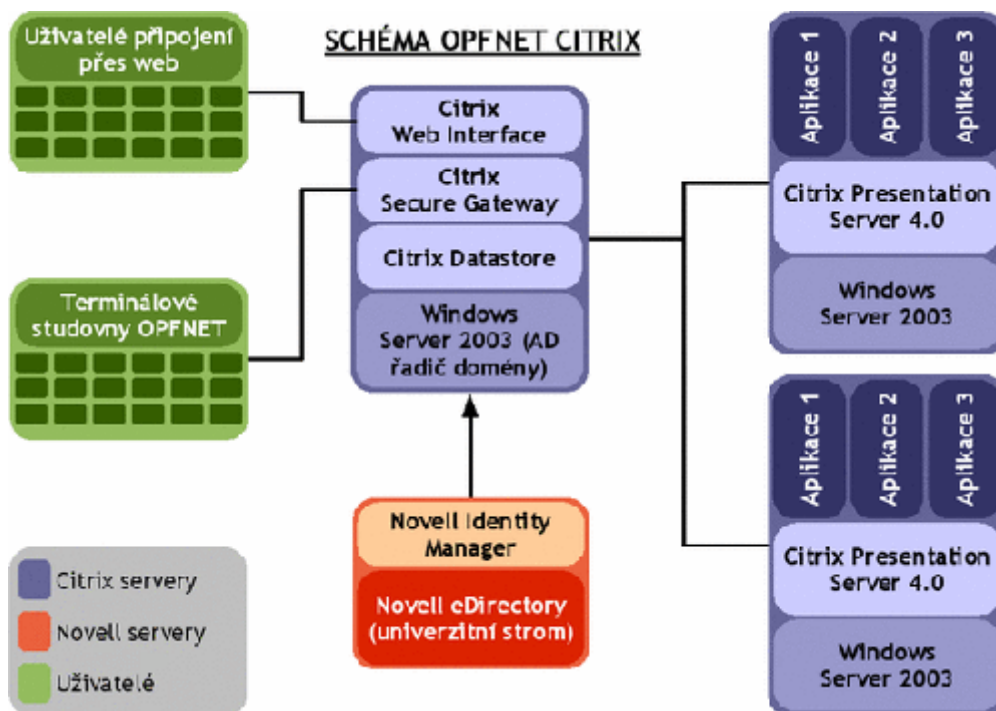 SCHÉMA OPFNET CITRIX
Uživatelé připojení
přes web
Terminálové
studovny OPFNET
Citrix
Web Interface
Citrix
Secure Gateway
Citrix Datastore
Windows
Server 2003 (AD
řadič domény)
Novell Identity
Manager
Novell eDirectory
(univerzitní strom)
Aplikace 1
Aplikace 2
Aplikace 3
Citrix Presentation
Server 4.0
Windows
Server 2003
Aplikace 1
Aplikace 2
Aplikace 3
Citrix Presentation
Server 4.0
Windows
Server 2003
Citrix servery
Novell servery
Uživatelé